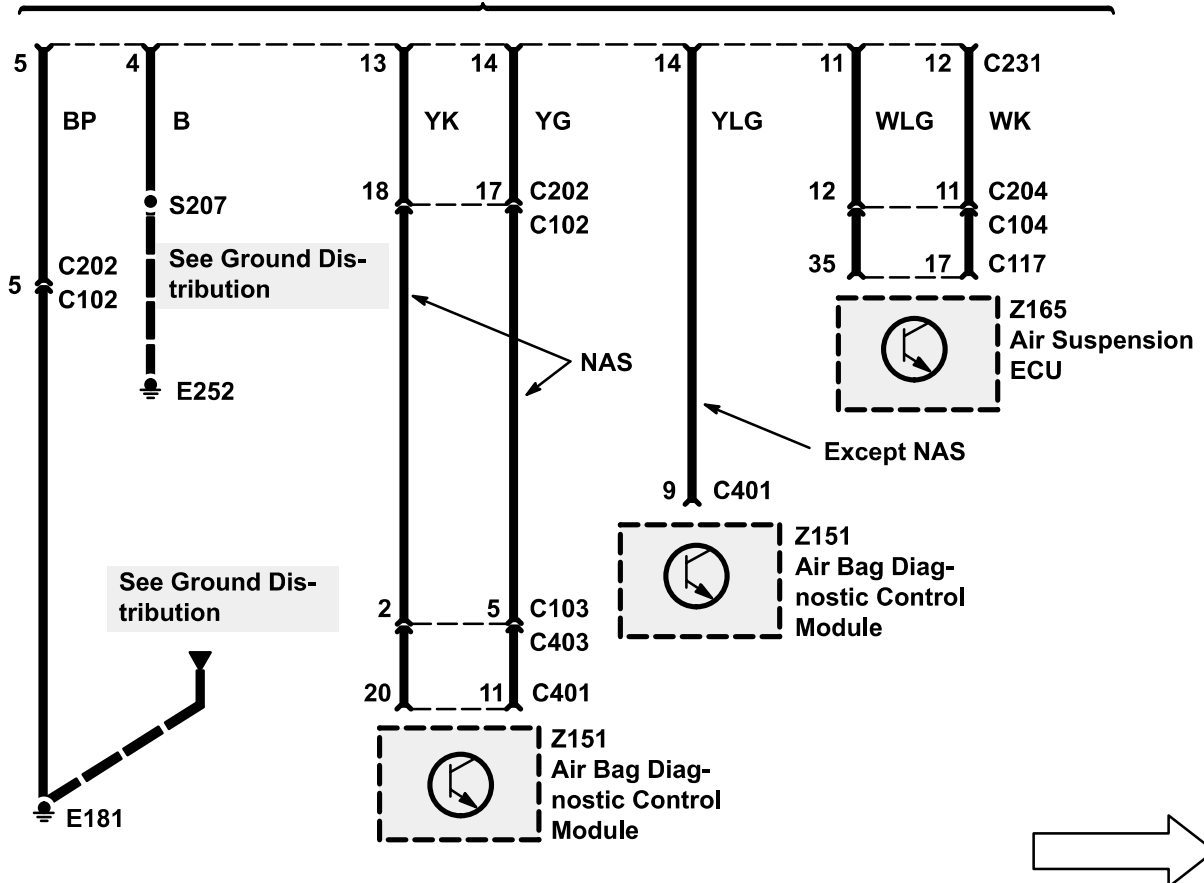 5 4 13 14 14 11 12 C231
BP B YK YG YLG WLG WK
18 17 C202
C102
12 11 C204
C104
S207
See Ground Dis-
tribution
C202
5
C102
35 17 C117
Z165
Air Suspension
ECU
NAS
E252
Except NAS
9 C401
Z151
Air Bag Diag-
nostic Control
Module
See Ground Dis-
tribution
2 5 C103
C403
20 11 C401
Z151
Air Bag Diag-
nostic Control
Module
E181